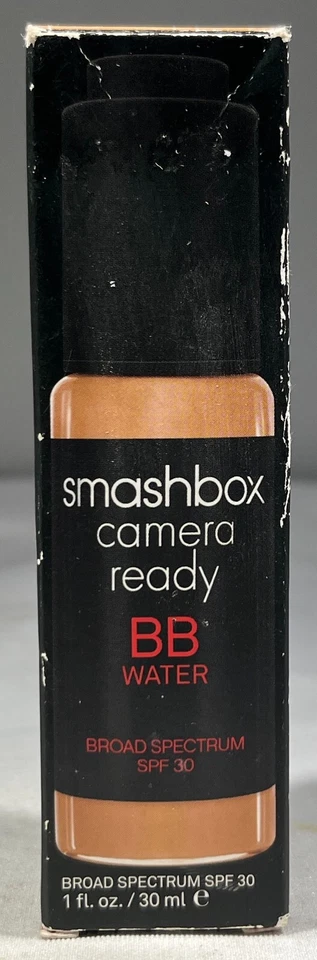 smashbox
camera
ready
BB
WATER
BROAD SPECTRUM
SPF 30
BROAD SPECTRUM SPF 30
1 fl. oz. / 30 ml ℮